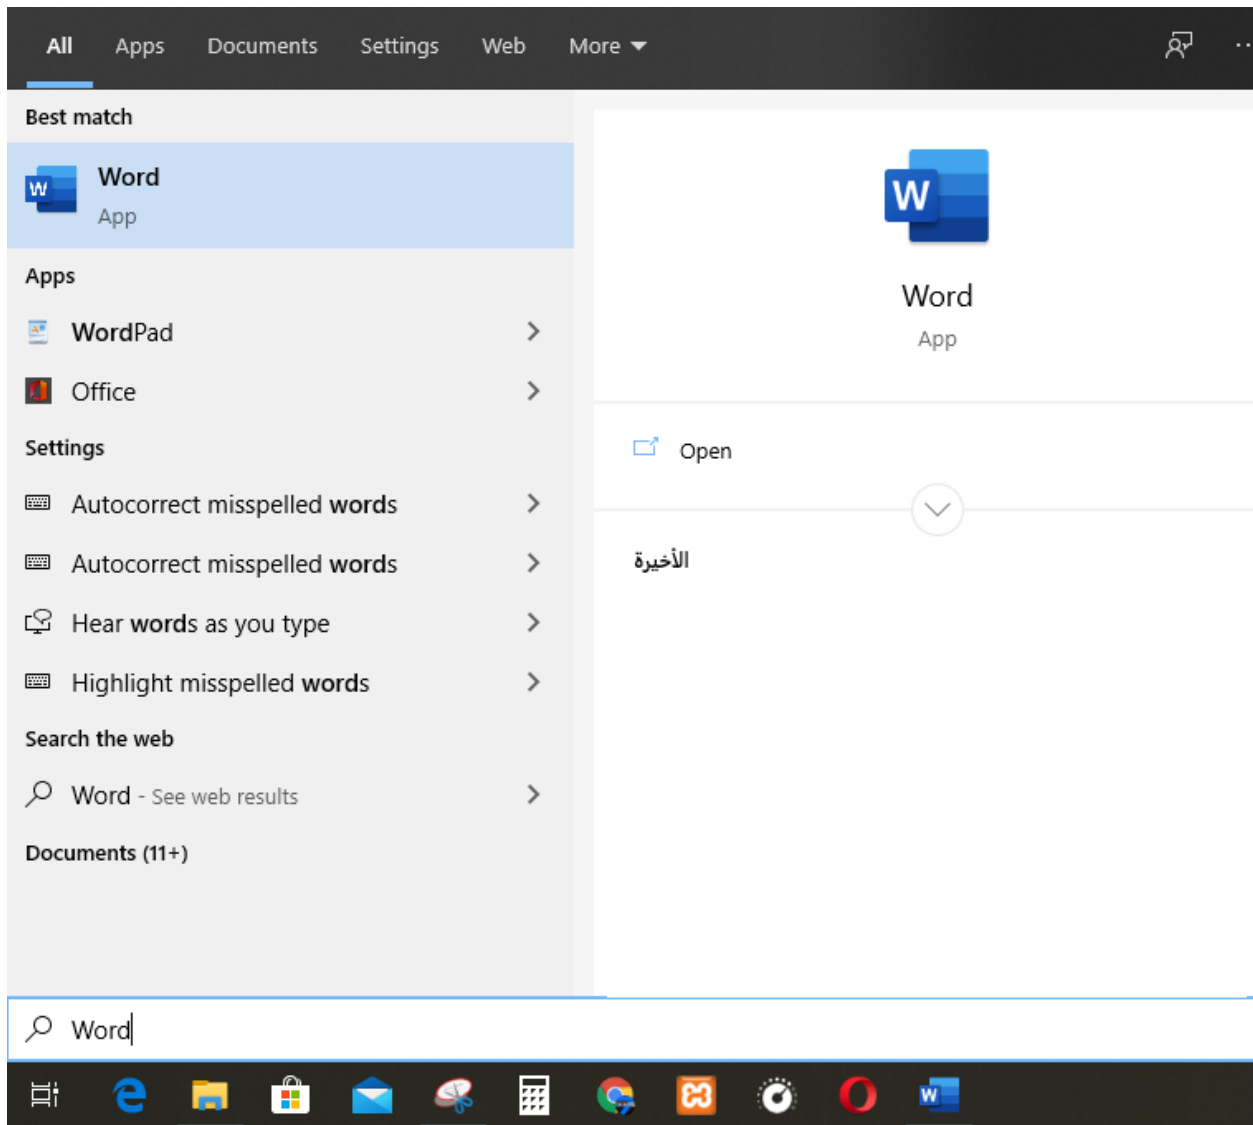 All Apps Documents Settings Web More
Best match
Word
App
Apps
WordPad
Office
Settings
Autocorrect misspelled words
Autocorrect misspelled words
Hear words as you type
Highlight misspelled words
Search the web
Word - See web results
Documents (11+)
Word
App
Open
الأخيرة
Word